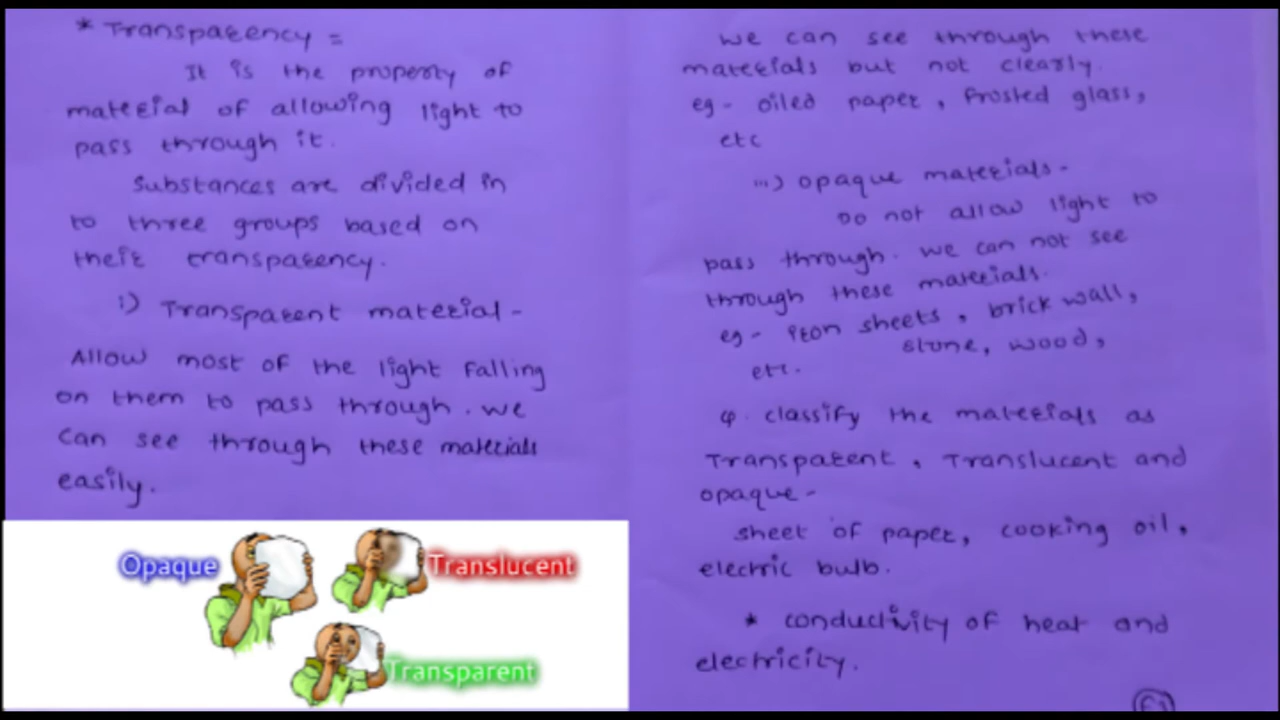 * Transparency =
It is the property of
material of allowing light to
pass through it.
Substances are divided in
to three groups based on
their transparency.
i) Transparent material -
Allow most of the light falling
on them to pass through. we
can see through these materials
easily.
Opaque
Translucent
Transparent
we can see through these
materials but not clearly.
eg - oiled paper, frosted glass,
etc
iii) opaque materials -
Do not allow light to
pass through. we can not see
through these materials.
eg - iron sheets, brick wall,
stone, wood,
etc.
φ. classify the materials as
Transparent, Translucent and
opaque -
sheet of paper, cooking oil,
electric bulb.
* conductivity of heat and
electricity.